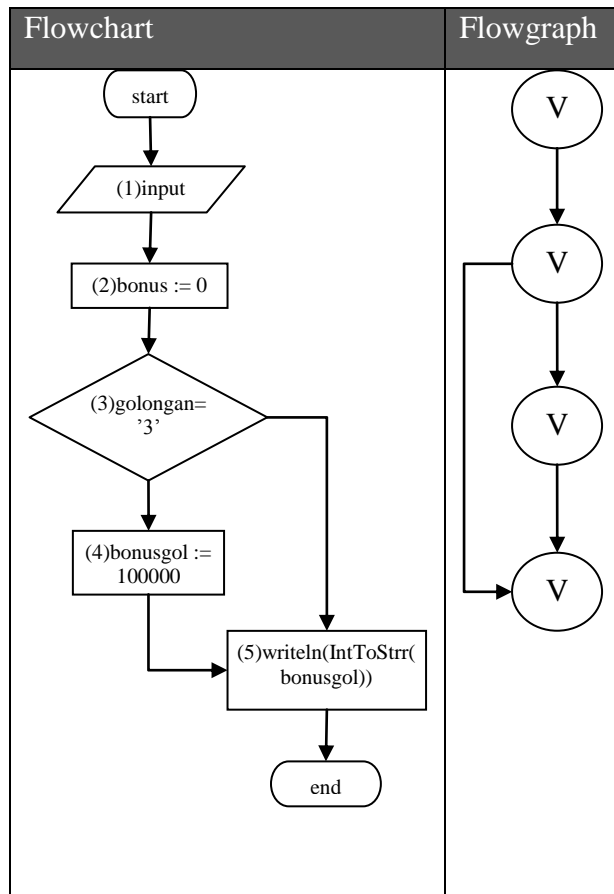 Flowchart
Flowgraph
start
(1)input
(2)bonus := 0
(3)golongan=
’3’
(4)bonusgol :=
100000
(5)writeln(IntToStrr(
bonusgol))
end
V
V
V
V